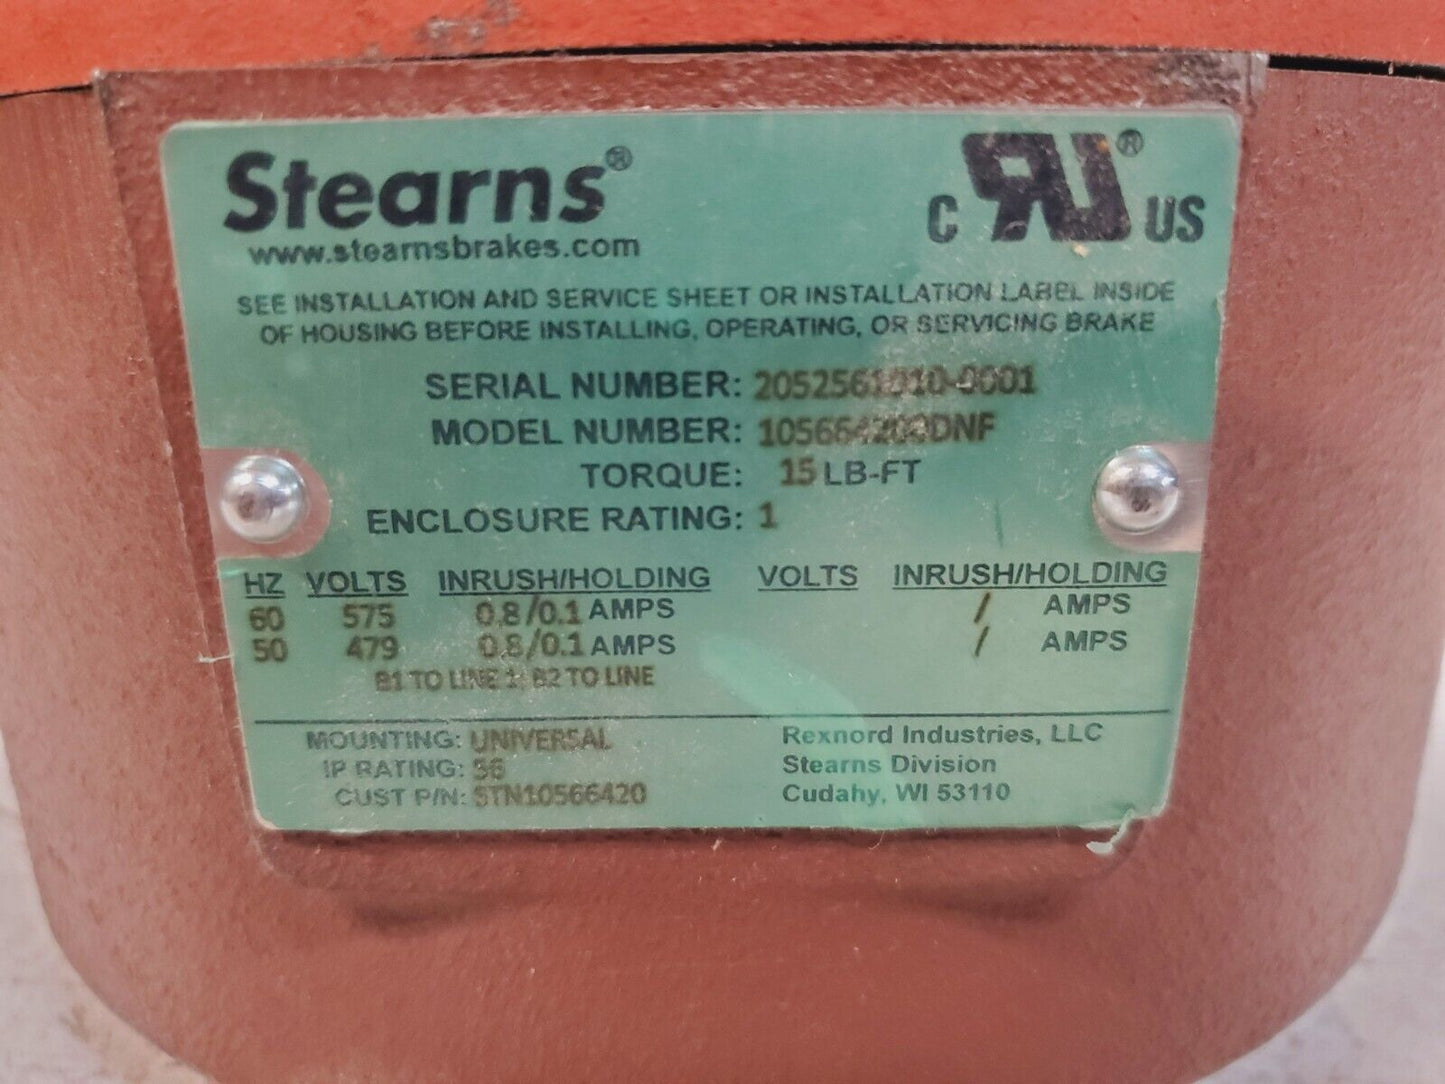 Stearns®
www.stearnsbrakes.com
C RU® US
SEE INSTALLATION AND SERVICE SHEET OR INSTALLATION LABEL INSIDE
OF HOUSING BEFORE INSTALLING, OPERATING, OR SERVICING BRAKE
SERIAL NUMBER: 2052561010-0001
MODEL NUMBER: 105664200DNF
TORQUE: 15 LB-FT
ENCLOSURE RATING: 1
HZ VOLTS INRUSH/HOLDING VOLTS INRUSH/HOLDING
60 575 0.8/0.1 AMPS / AMPS
50 479 0.8/0.1 AMPS / AMPS
B1 TO LINE 1; B2 TO LINE
MOUNTING: UNIVERSAL
IP RATING: 56
CUST P/N: STN10566420
Rexnord Industries, LLC
Stearns Division
Cudahy, WI 53110